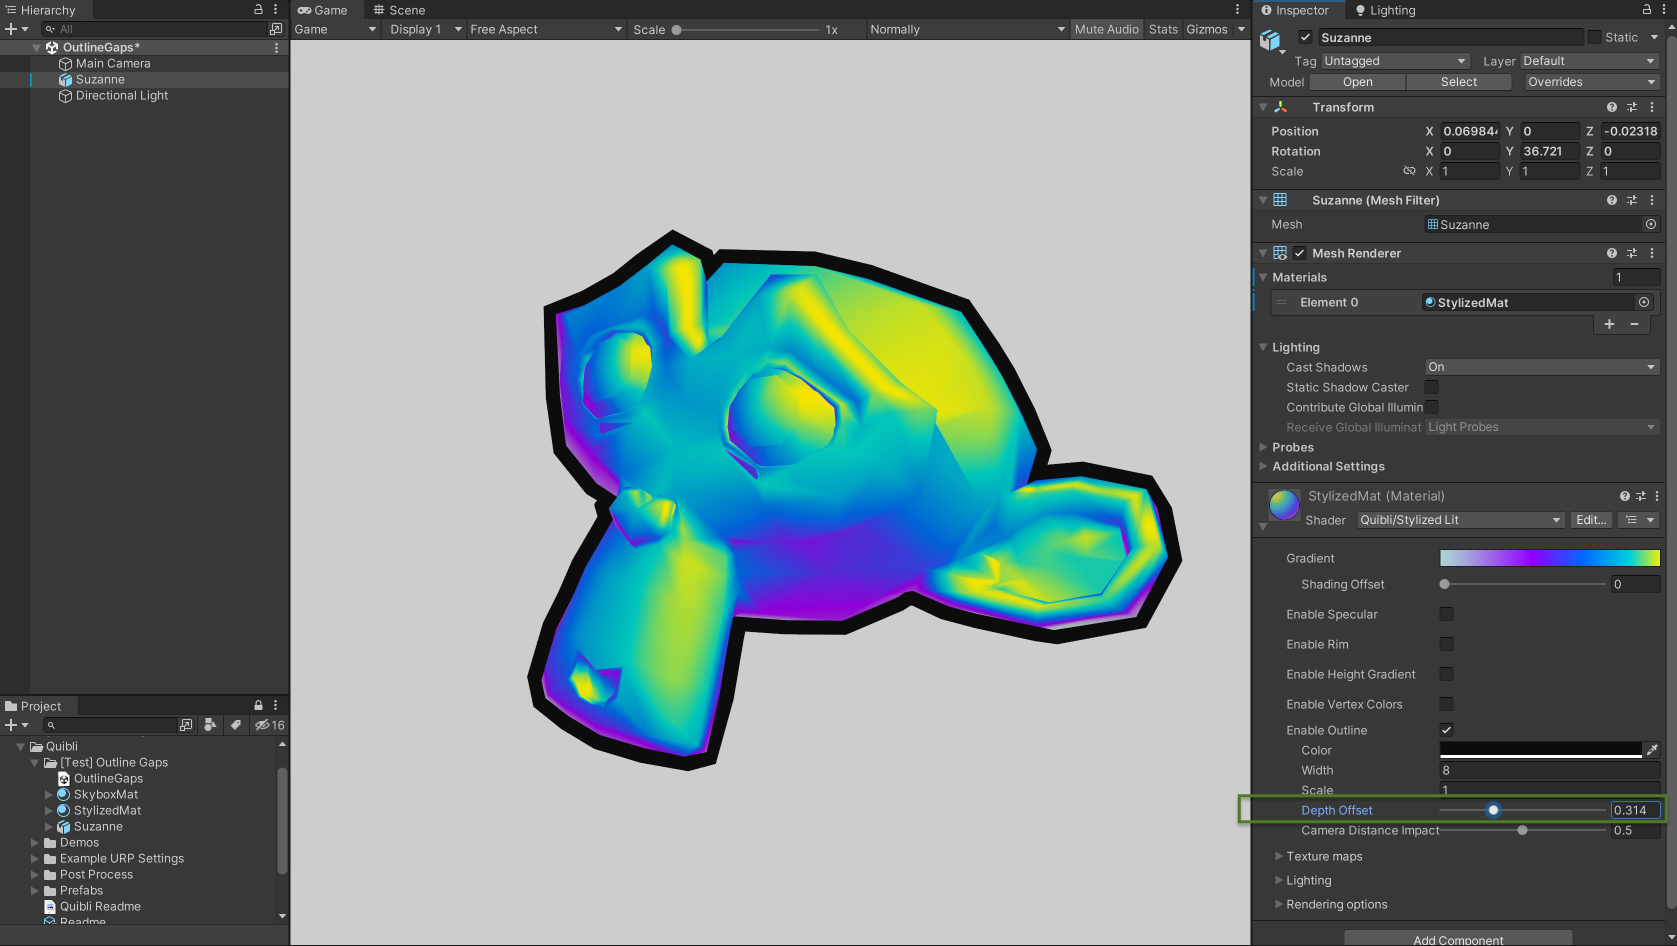 Hierarchy
All
OutlineGaps*
Main Camera
Suzanne
Directional Light
Project
16
Quibli
[Test] Outline Gaps
OutlineGaps
SkyboxMat
StylizedMat
Suzanne
Demos
Example URP Settings
Post Process
Prefabs
Quibli Readme
Readme
Game
Scene
Game
Display 1
Free Aspect
Scale
1x
Normally
Mute Audio
Stats
Gizmos
Inspector
Lighting
Suzanne
Static
Tag Untagged Layer Default
Model Open Select Overrides
Transform
Position X 0.06984 Y 0 Z -0.02318
Rotation X 0 Y 36.721 Z 0
Scale X 1 Y 1 Z 1
Suzanne (Mesh Filter)
Mesh Suzanne
Mesh Renderer
Materials 1
Element 0 StylizedMat
Lighting
Cast Shadows On
Static Shadow Caster
Contribute Global Illumin
Receive Global Illuminat Light Probes
Probes
Additional Settings
StylizedMat (Material)
Shader Quibli/Stylized Lit Edit...
Gradient
Shading Offset 0
Enable Specular
Enable Rim
Enable Height Gradient
Enable Vertex Colors
Enable Outline
Color
Width 8
Scale 1
Depth Offset 0.314
Camera Distance Impact 0.5
Texture maps
Lighting
Rendering options
Add Component